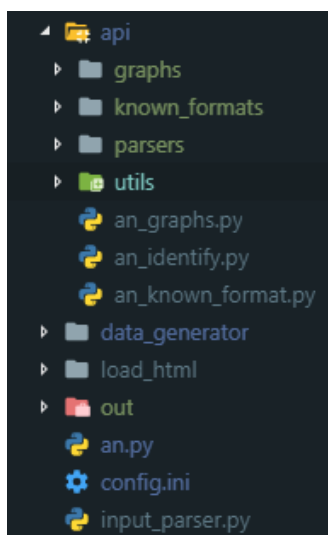 api
graphs
known_formats
parsers
utils
an_graphs.py
an_identify.py
an_known_format.py
data_generator
load_html
out
an.py
config.ini
input_parser.py